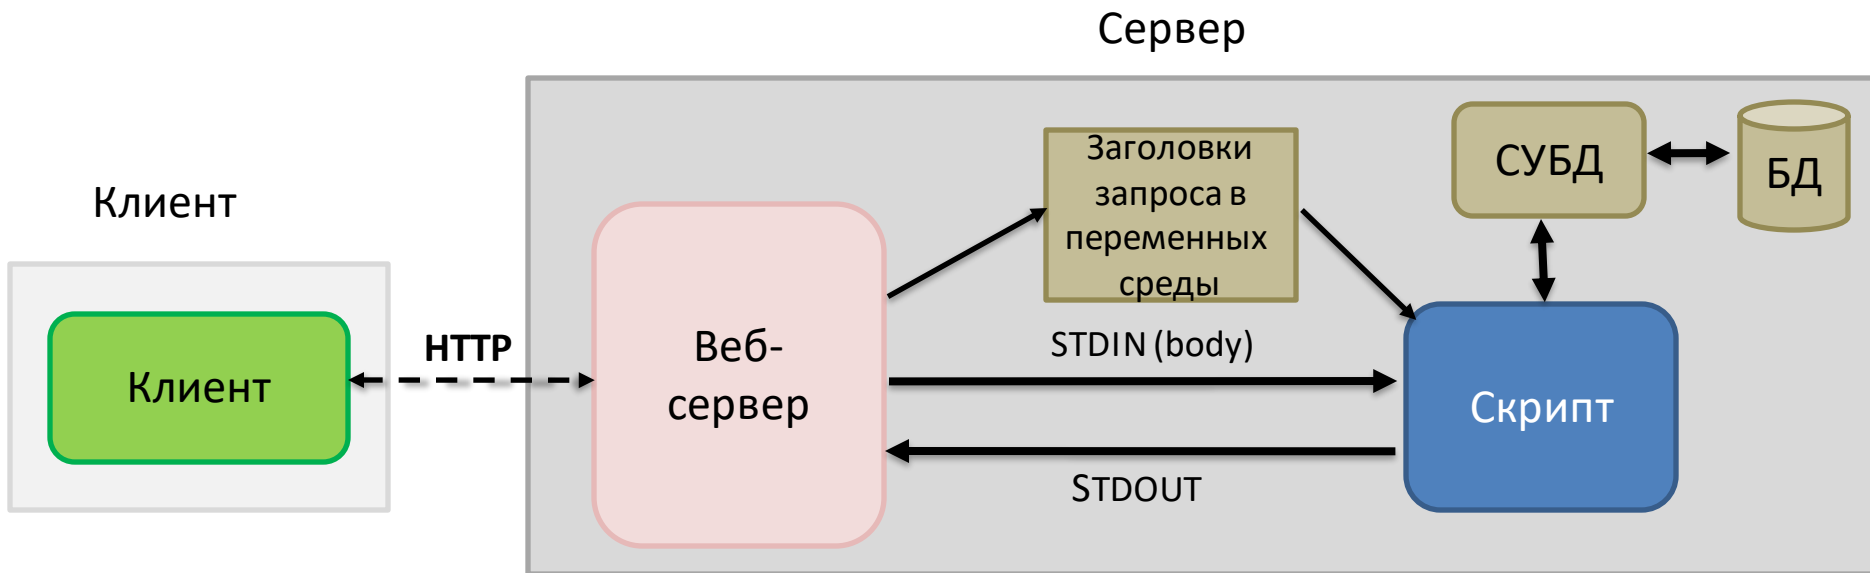 Сервер
Клиент
Клиент
HTTP
Веб-
сервер
Заголовки
запроса в
переменных
среды
STDIN (body)
STDOUT
СУБД
БД
Скрипт